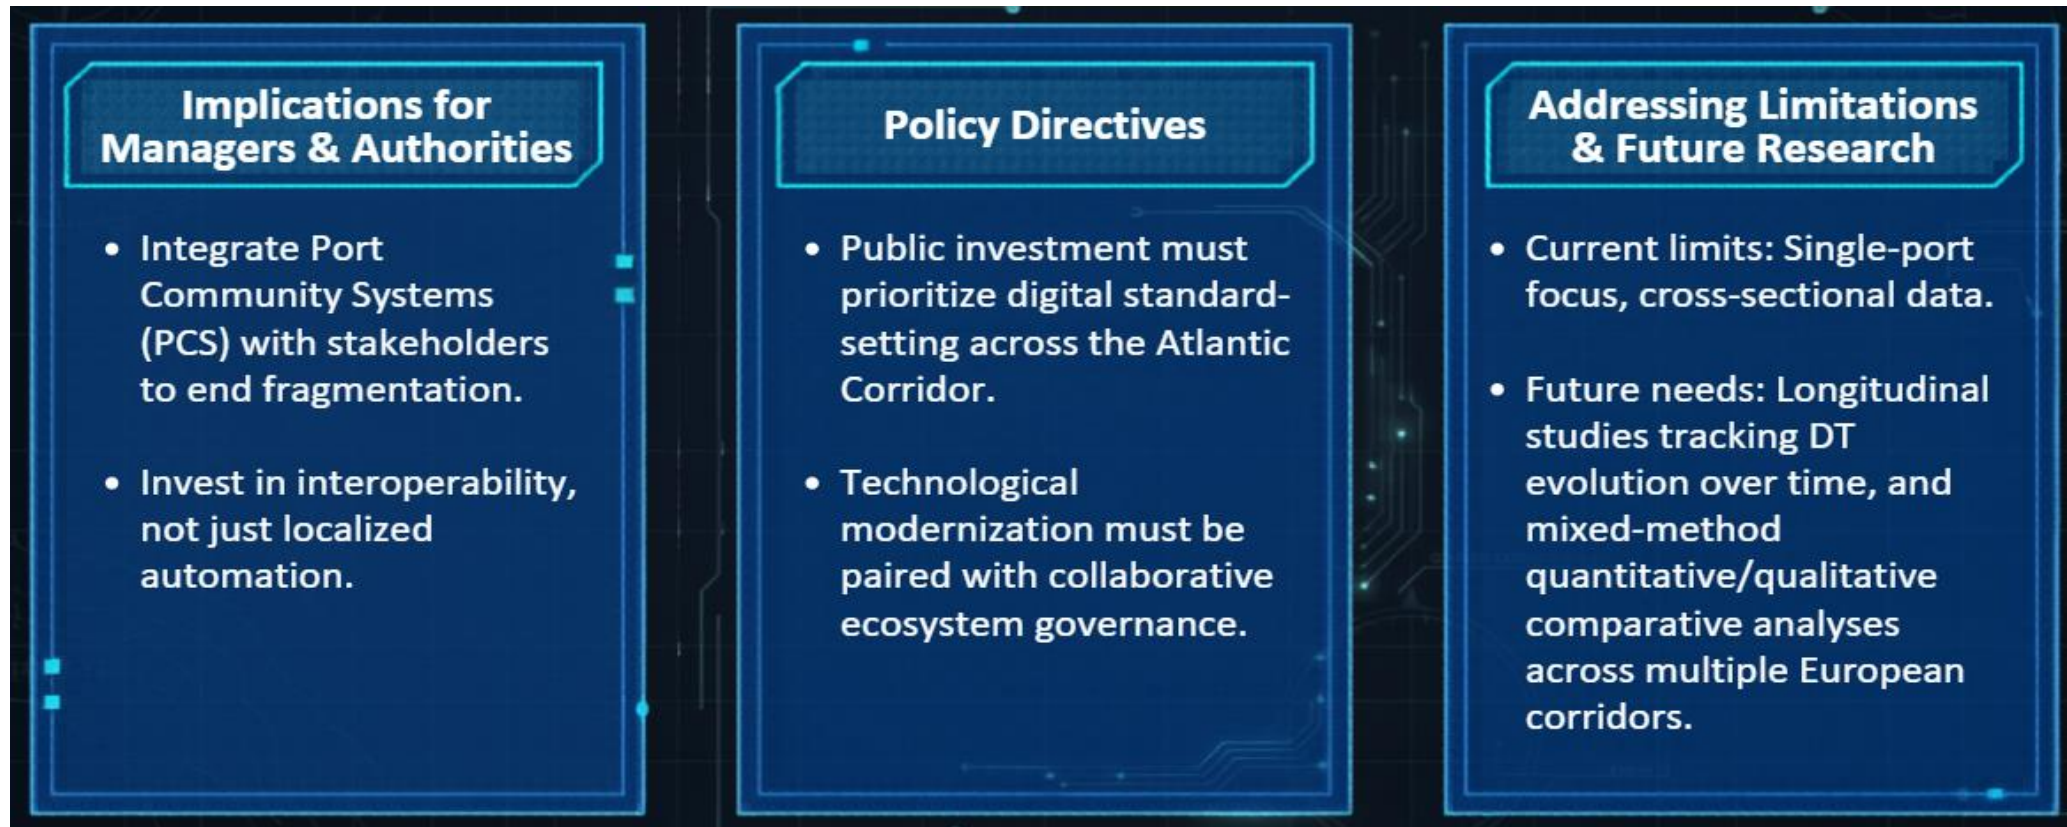 Implications for
Managers & Authorities
• Integrate Port
Community Systems
(PCS) with stakeholders
to end fragmentation.
• Invest in interoperability,
not just localized
automation.
Policy Directives
• Public investment must
prioritize digital standard-
setting across the Atlantic
Corridor.
• Technological
modernization must be
paired with collaborative
ecosystem governance.
Addressing Limitations
& Future Research
• Current limits: Single-port
focus, cross-sectional data.
• Future needs: Longitudinal
studies tracking DT
evolution over time, and
mixed-method
quantitative/qualitative
comparative analyses
across multiple European
corridors.